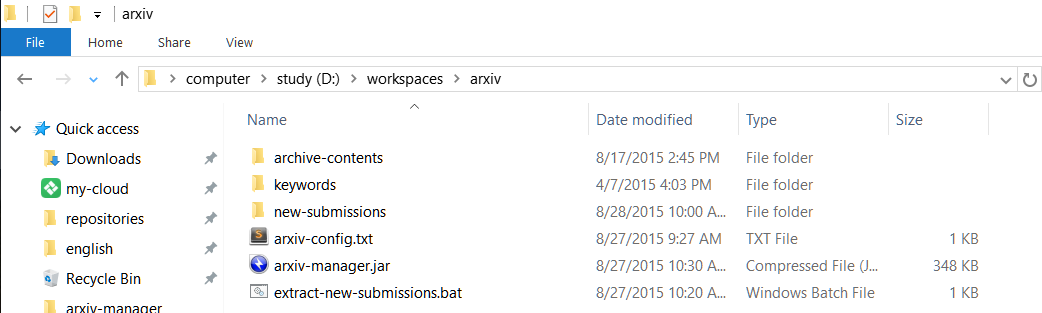 arxiv
File Home Share View
computer study (D:) workspaces arxiv
Name Date modified Type Size
Quick access
Downloads
my-cloud
repositories
english
Recycle Bin
arxiv-manager
archive-contents 8/17/2015 2:45 PM File folder
keywords 4/7/2015 4:03 PM File folder
new-submissions 8/28/2015 10:00 A... File folder
arxiv-config.txt 8/27/2015 9:27 AM TXT File 1 KB
arxiv-manager.jar 8/27/2015 10:30 A... Compressed File (J... 348 KB
extract-new-submissions.bat 8/27/2015 10:20 A... Windows Batch File 1 KB